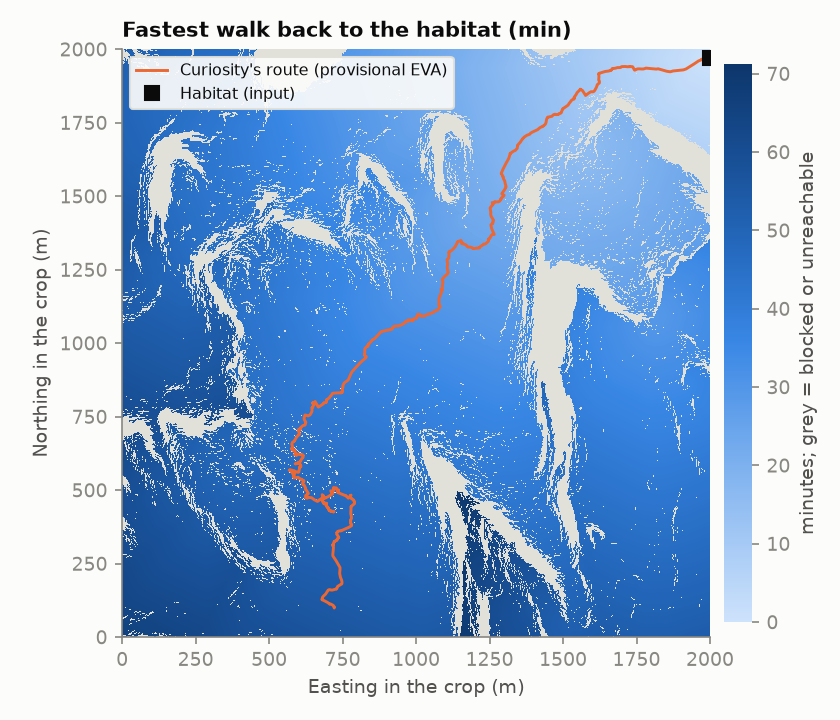 Fastest walk back to the habitat (min)
Curiosity's route (provisional EVA)
Habitat (input)
2000
1750
1500
1250
1000
750
500
250
0
Northing in the crop (m)
0 250 500 750 1000 1250 1500 1750 2000
Easting in the crop (m)
70
60
50
40
30
20
10
0
minutes; grey = blocked or unreachable